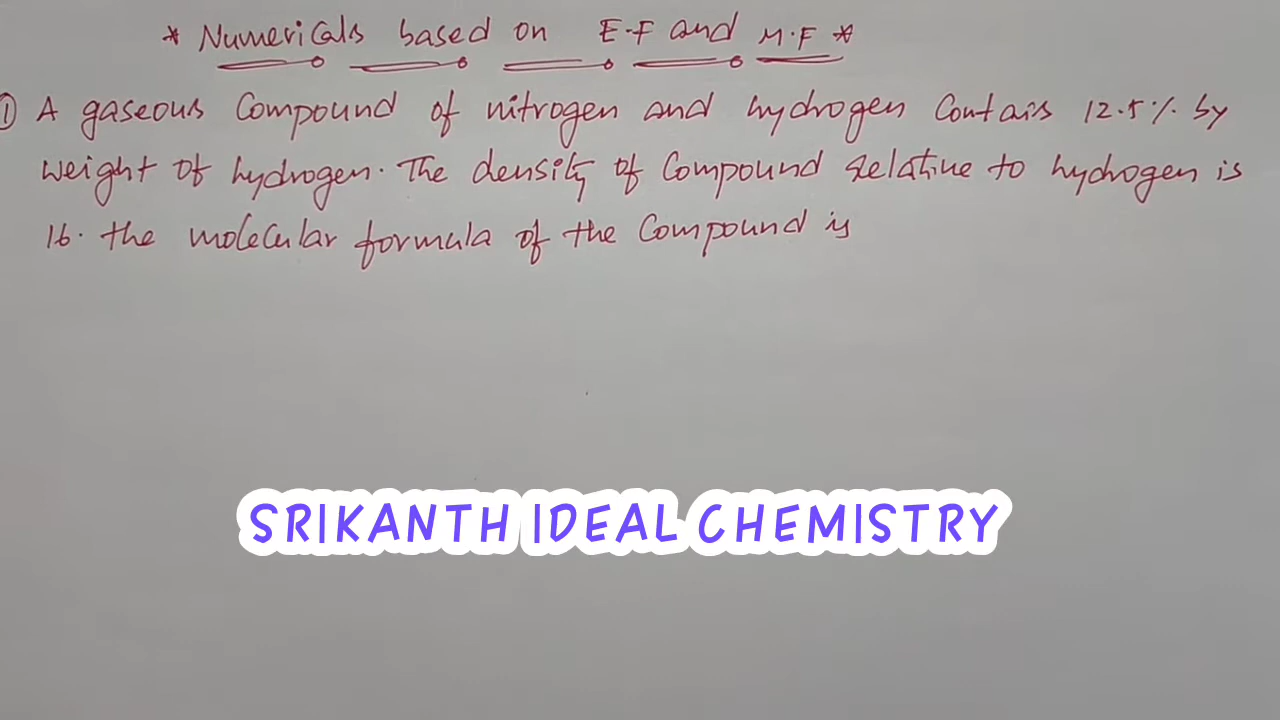 * Numericals based on E.F and M.F *
① A gaseous Compound of nitrogen and hydrogen Contais 12.5% by
weight of hydrogen. The density of Compound relative to hydrogen is
16. the molecular formula of the Compound is
SRIKANTH IDEAL CHEMISTRY